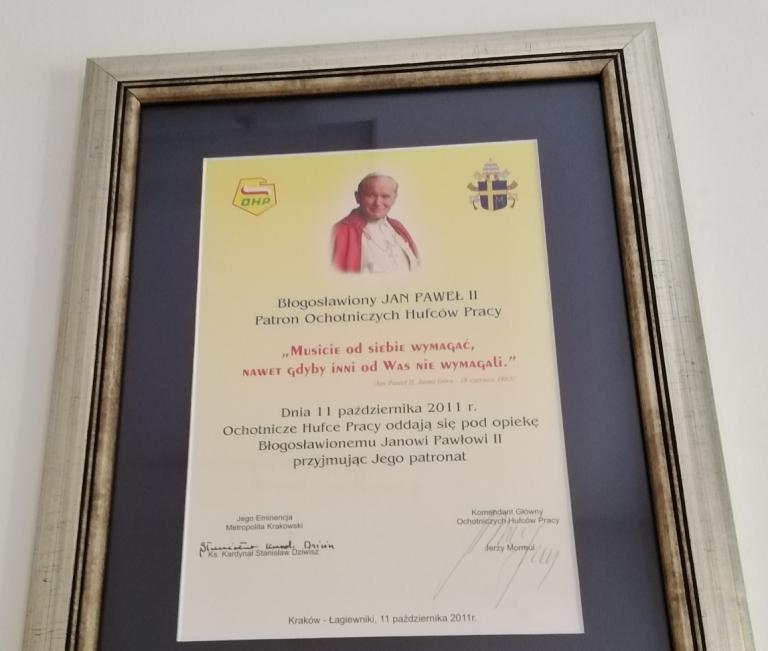 OHP
M
Błogosławiony JAN PAWEŁ II
Patron Ochotniczych Hufców Pracy
„Musicie od siebie wymagać,
nawet gdyby inni od Was nie wymagali.”
(Jan Paweł II, Jasna Góra - 18 czerwca 1983)
Dnia 11 października 2011 r.
Ochotnicze Hufce Pracy oddają się pod opiekę
Błogosławionemu Janowi Pawłowi II
przyjmując Jego patronat
Jego Eminencja
Metropolita Krakowski
Ks. Kardynał Stanisław Dziwisz
Komendant Główny
Ochotniczych Hufców Pracy
Jerzy Mormul
Kraków - Łagiewniki, 11 października 2011r.